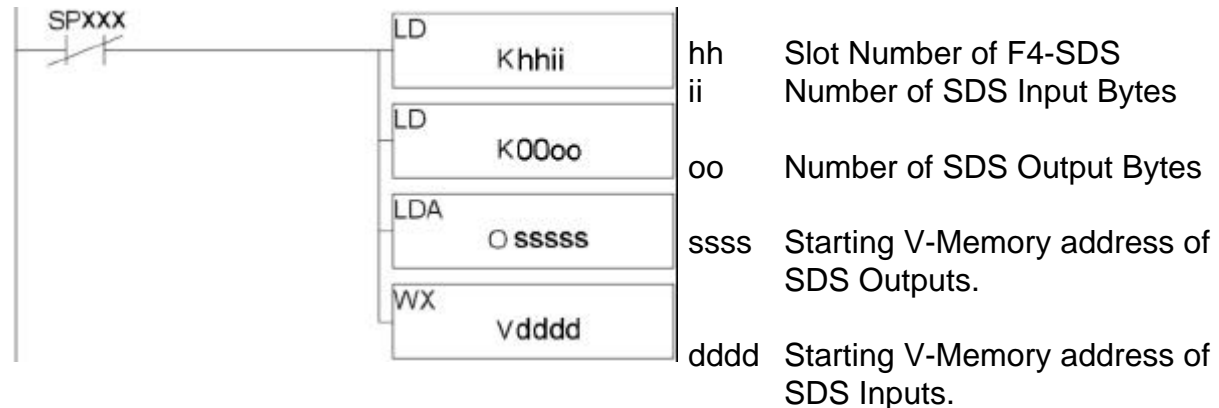 SPXXX
LD
Khhii
hh Slot Number of F4-SDS
ii Number of SDS Input Bytes
LD
K00oo
oo Number of SDS Output Bytes
LDA
O sssss
ssss Starting V-Memory address of
SDS Outputs.
WX
Vdddd
dddd Starting V-Memory address of
SDS Inputs.